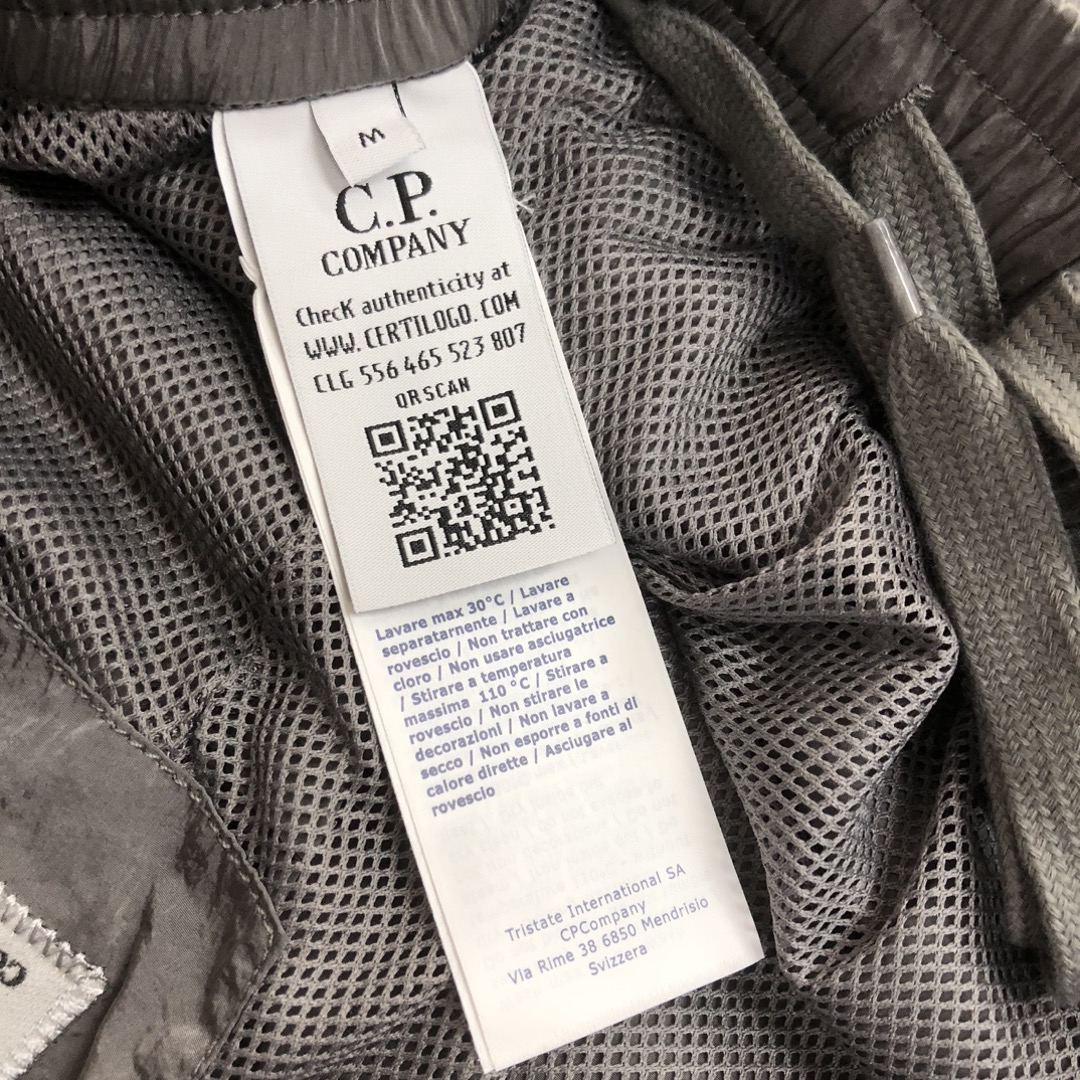 M
C.P.
COMPANY
ChecK authenticity at
WWW.CERTILOGO.COM
CLG 556 465 523 807
QR SCAN
Lavare max 30°C / Lavare
separatarnente / Lavare a
rovescio / Non trattare con
cloro / Non usare asciugatrice
/ Stirare a temperatura
massima 110 °C / Stirare a
rovescio / Non stirare le
decorazioni / Non lavare a
secco / Non esporre a fonti di
calore dirette / Asciugare al
rovescio
Tristate International SA
CPCompany
VIa Rime 38 6850 Mendrisio
Svizzera